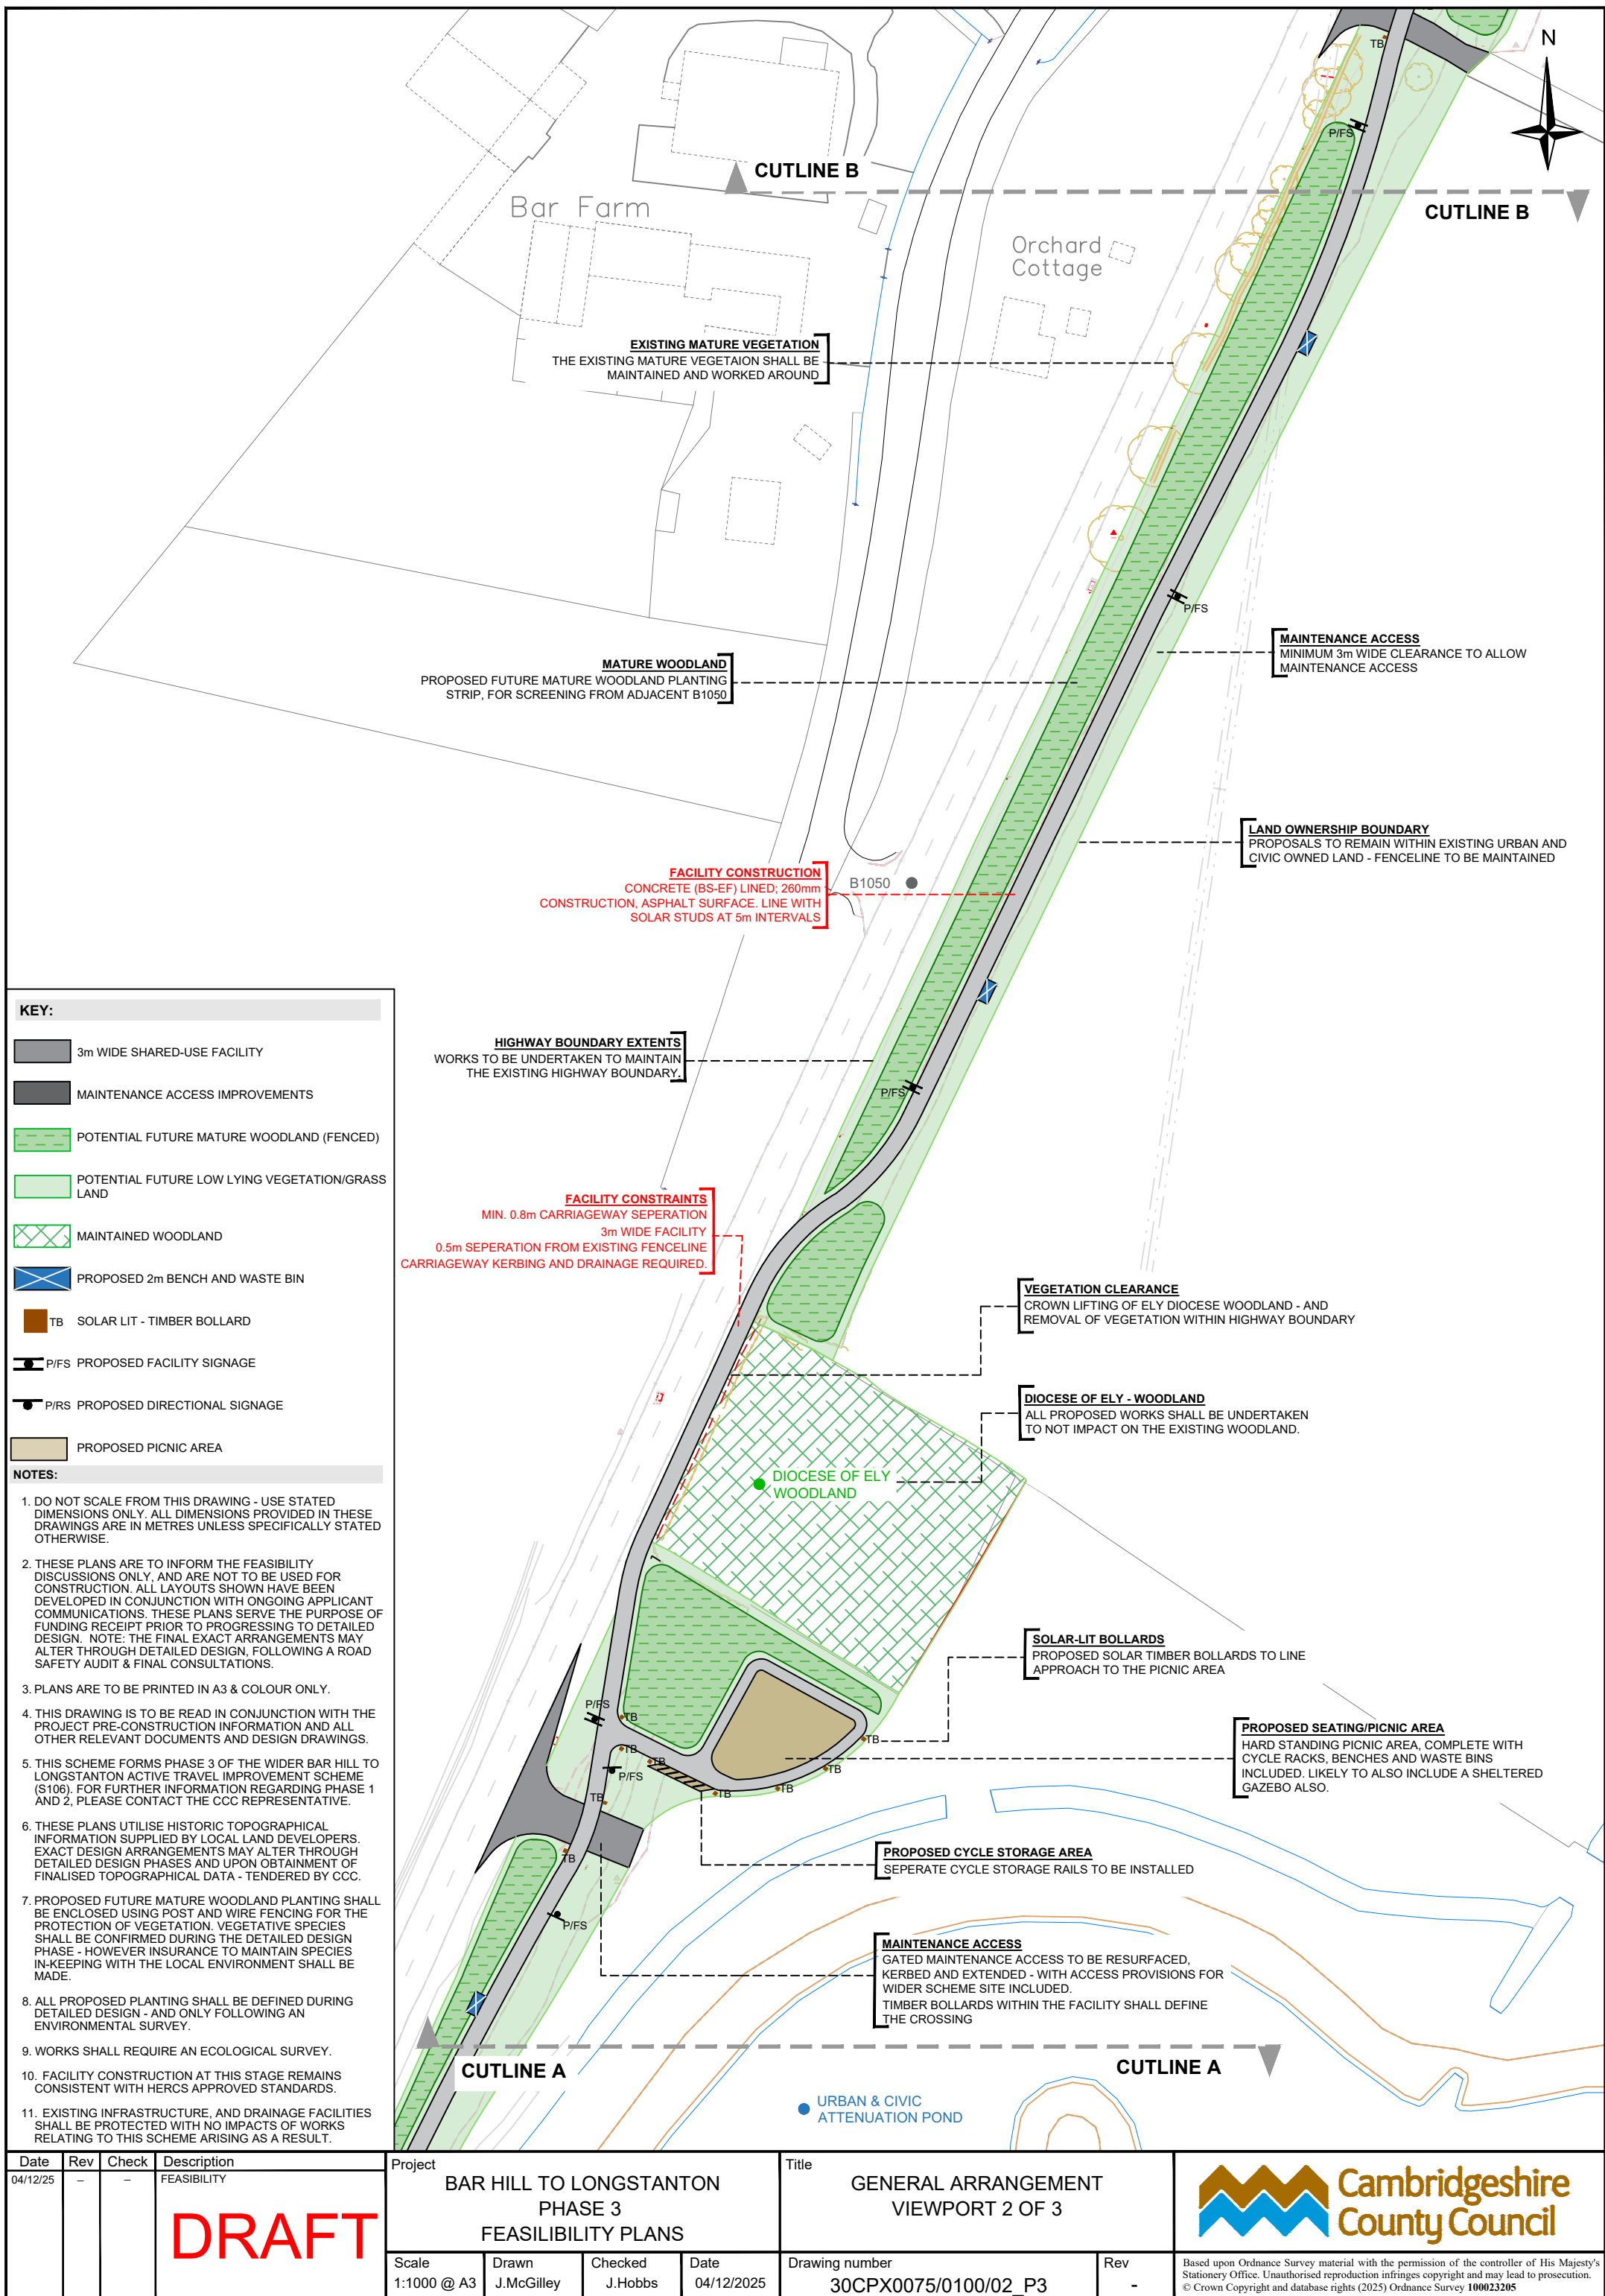 N
TB
P/FS
CUTLINE B
CUTLINE B
Bar Farm
Orchard
Cottage
EXISTING MATURE VEGETATION
THE EXISTING MATURE VEGETAION SHALL BE
MAINTAINED AND WORKED AROUND
P/FS
MAINTENANCE ACCESS
MINIMUM 3m WIDE CLEARANCE TO ALLOW
MAINTENANCE ACCESS
MATURE WOODLAND
PROPOSED FUTURE MATURE WOODLAND PLANTING
STRIP, FOR SCREENING FROM ADJACENT B1050
LAND OWNERSHIP BOUNDARY
PROPOSALS TO REMAIN WITHIN EXISTING URBAN AND
CIVIC OWNED LAND - FENCELINE TO BE MAINTAINED
FACILITY CONSTRUCTION
CONCRETE (BS-EF) LINED; 260mm
CONSTRUCTION, ASPHALT SURFACE. LINE WITH
SOLAR STUDS AT 5m INTERVALS
B1050
HIGHWAY BOUNDARY EXTENTS
WORKS TO BE UNDERTAKEN TO MAINTAIN
THE EXISTING HIGHWAY BOUNDARY.
P/FS
FACILITY CONSTRAINTS
MIN. 0.8m CARRIAGEWAY SEPERATION
3m WIDE FACILITY
0.5m SEPERATION FROM EXISTING FENCELINE
CARRIAGEWAY KERBING AND DRAINAGE REQUIRED.
VEGETATION CLEARANCE
CROWN LIFTING OF ELY DIOCESE WOODLAND - AND
REMOVAL OF VEGETATION WITHIN HIGHWAY BOUNDARY
DIOCESE OF ELY - WOODLAND
ALL PROPOSED WORKS SHALL BE UNDERTAKEN
TO NOT IMPACT ON THE EXISTING WOODLAND.
DIOCESE OF ELY
WOODLAND
SOLAR-LIT BOLLARDS
PROPOSED SOLAR TIMBER BOLLARDS TO LINE
APPROACH TO THE PICNIC AREA
P/FS
TB
TB
TB
TB
P/FS
TB
TB
TB
TB
TB
P/FS
PROPOSED SEATING/PICNIC AREA
HARD STANDING PICNIC AREA, COMPLETE WITH
CYCLE RACKS, BENCHES AND WASTE BINS
INCLUDED. LIKELY TO ALSO INCLUDE A SHELTERED
GAZEBO ALSO.
PROPOSED CYCLE STORAGE AREA
SEPERATE CYCLE STORAGE RAILS TO BE INSTALLED
MAINTENANCE ACCESS
GATED MAINTENANCE ACCESS TO BE RESURFACED,
KERBED AND EXTENDED - WITH ACCESS PROVISIONS FOR
WIDER SCHEME SITE INCLUDED.
TIMBER BOLLARDS WITHIN THE FACILITY SHALL DEFINE
THE CROSSING
CUTLINE A
CUTLINE A
URBAN & CIVIC
ATTENUATION POND
KEY:
3m WIDE SHARED-USE FACILITY
MAINTENANCE ACCESS IMPROVEMENTS
POTENTIAL FUTURE MATURE WOODLAND (FENCED)
POTENTIAL FUTURE LOW LYING VEGETATION/GRASS
LAND
MAINTAINED WOODLAND
PROPOSED 2m BENCH AND WASTE BIN
TB SOLAR LIT - TIMBER BOLLARD
P/FS PROPOSED FACILITY SIGNAGE
P/RS PROPOSED DIRECTIONAL SIGNAGE
PROPOSED PICNIC AREA
NOTES:
1. DO NOT SCALE FROM THIS DRAWING - USE STATED
DIMENSIONS ONLY. ALL DIMENSIONS PROVIDED IN THESE
DRAWINGS ARE IN METRES UNLESS SPECIFICALLY STATED
OTHERWISE.
2. THESE PLANS ARE TO INFORM THE FEASIBILITY
DISCUSSIONS ONLY, AND ARE NOT TO BE USED FOR
CONSTRUCTION. ALL LAYOUTS SHOWN HAVE BEEN
DEVELOPED IN CONJUNCTION WITH ONGOING APPLICANT
COMMUNICATIONS. THESE PLANS SERVE THE PURPOSE OF
FUNDING RECEIPT PRIOR TO PROGRESSING TO DETAILED
DESIGN. NOTE: THE FINAL EXACT ARRANGEMENTS MAY
ALTER THROUGH DETAILED DESIGN, FOLLOWING A ROAD
SAFETY AUDIT & FINAL CONSULTATIONS.
3. PLANS ARE TO BE PRINTED IN A3 & COLOUR ONLY.
4. THIS DRAWING IS TO BE READ IN CONJUNCTION WITH THE
PROJECT PRE-CONSTRUCTION INFORMATION AND ALL
OTHER RELEVANT DOCUMENTS AND DESIGN DRAWINGS.
5. THIS SCHEME FORMS PHASE 3 OF THE WIDER BAR HILL TO
LONGSTANTON ACTIVE TRAVEL IMPROVEMENT SCHEME
(S106). FOR FURTHER INFORMATION REGARDING PHASE 1
AND 2, PLEASE CONTACT THE CCC REPRESENTATIVE.
6. THESE PLANS UTILISE HISTORIC TOPOGRAPHICAL
INFORMATION SUPPLIED BY LOCAL LAND DEVELOPERS.
EXACT DESIGN ARRANGEMENTS MAY ALTER THROUGH
DETAILED DESIGN PHASES AND UPON OBTAINMENT OF
FINALISED TOPOGRAPHICAL DATA - TENDERED BY CCC.
7. PROPOSED FUTURE MATURE WOODLAND PLANTING SHALL
BE ENCLOSED USING POST AND WIRE FENCING FOR THE
PROTECTION OF VEGETATION. VEGETATIVE SPECIES
SHALL BE CONFIRMED DURING THE DETAILED DESIGN
PHASE - HOWEVER INSURANCE TO MAINTAIN SPECIES
IN-KEEPING WITH THE LOCAL ENVIRONMENT SHALL BE
MADE.
8. ALL PROPOSED PLANTING SHALL BE DEFINED DURING
DETAILED DESIGN - AND ONLY FOLLOWING AN
ENVIRONMENTAL SURVEY.
9. WORKS SHALL REQUIRE AN ECOLOGICAL SURVEY.
10. FACILITY CONSTRUCTION AT THIS STAGE REMAINS
CONSISTENT WITH HERCS APPROVED STANDARDS.
11. EXISTING INFRASTRUCTURE, AND DRAINAGE FACILITIES
SHALL BE PROTECTED WITH NO IMPACTS OF WORKS
RELATING TO THIS SCHEME ARISING AS A RESULT.
Date Rev Check Description
04/12/25 – – FEASIBILITY
DRAFT
Project
BAR HILL TO LONGSTANTON
PHASE 3
FEASILIBILITY PLANS
Title
GENERAL ARRANGEMENT
VIEWPORT 2 OF 3
Scale Drawn Checked Date
1:1000 @ A3 J.McGilley J.Hobbs 04/12/2025
Drawing number Rev
30CPX0075/0100/02_P3 -
Cambridgeshire
County Council
Based upon Ordnance Survey material with the permission of the controller of His Majesty's
Stationery Office. Unauthorised reproduction infringes copyright and may lead to prosecution.
© Crown Copyright and database rights (2025) Ordnance Survey 100023205